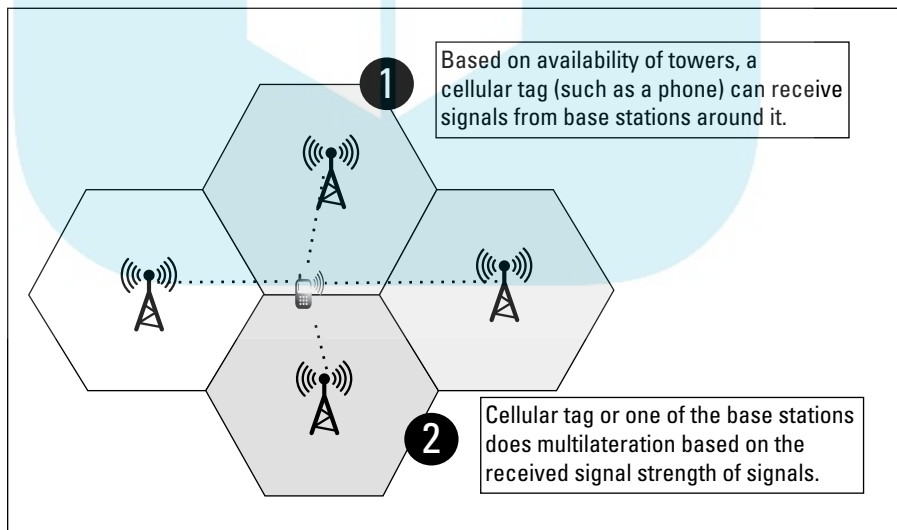 1
Based on availability of towers, a
cellular tag (such as a phone) can receive
signals from base stations around it.
2
Cellular tag or one of the base stations
does multilateration based on the
received signal strength of signals.